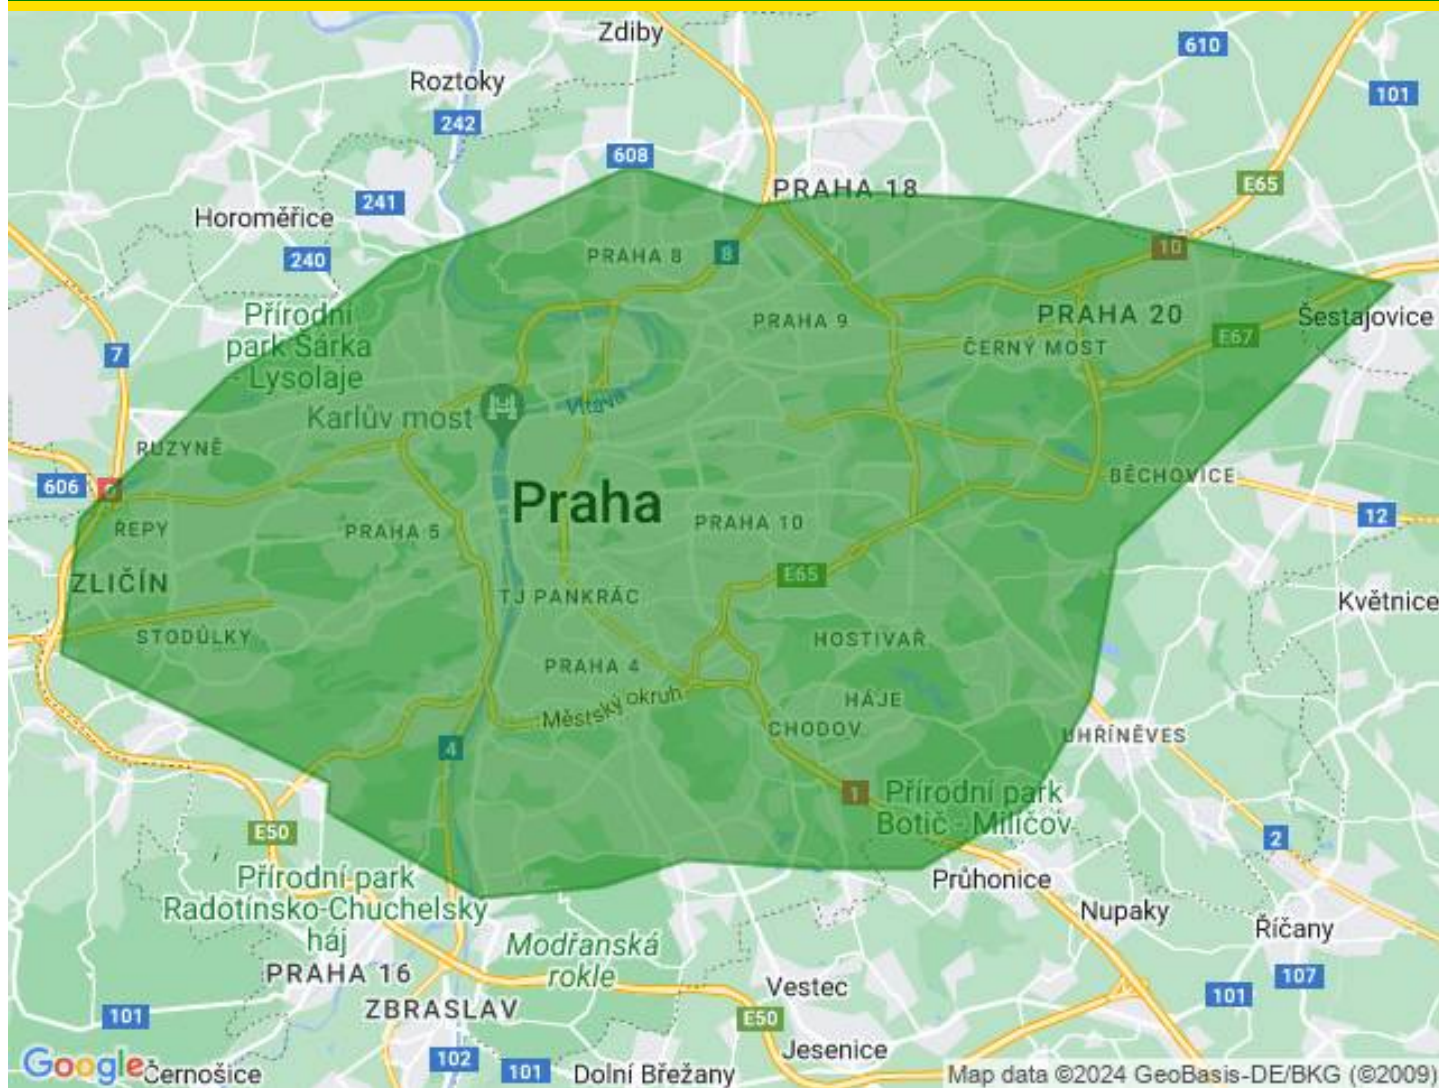 Zdiby
610
Roztoky
101
242
608
PRAHA 18
E65
241
Horoměřice
10
240
PRAHA 8
8
Přírodní
park Šárka
- Lysolaje
PRAHA 9
PRAHA 20
Šestajovice
E67
7
ČERNÝ MOST
Karlův most
Vltava
RUZYNĚ
606
BĚCHOVICE
Praha
12
ŘEPY
PRAHA 5
PRAHA 10
E65
ZLIČÍN
TJ PANKRÁC
Květnice
STODŮLKY
HOSTIVAŘ
PRAHA 4
HÁJE
Městský okruh
CHODOV
UHŘÍNĚVES
4
1
Přírodní park
Botič - Milíčov
E50
2
Přírodní park
Radotínsko-Chuchelský
háj
Průhonice
Nupaky
Říčany
Modřanská
rokle
PRAHA 16
107
Vestec
101
ZBRASLAV
101
E50
Jesenice
102
101
Dolní Břežany
Google
Černošice
Map data ©2024 GeoBasis-DE/BKG (©2009)